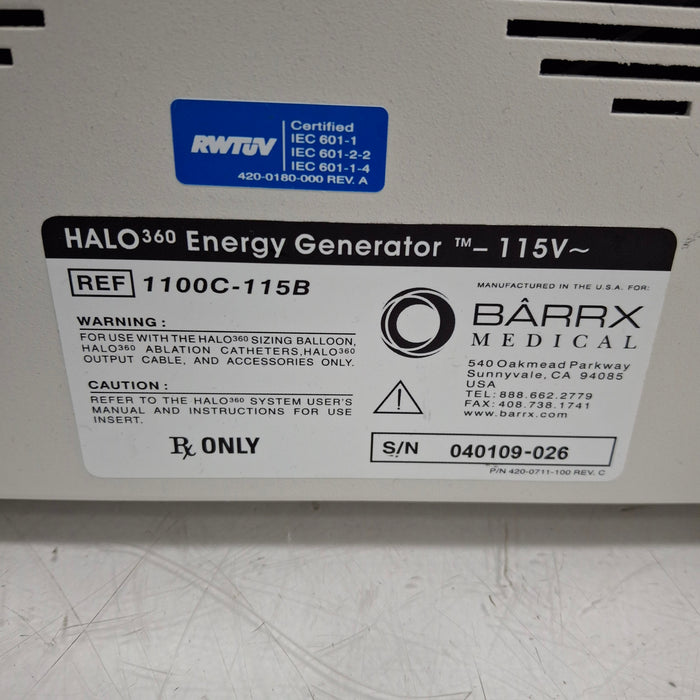 RWTÜV
Certified
IEC 601-1
IEC 601-2-2
IEC 601-1-4
420-0180-000 REV. A
HALO360 Energy Generator ™– 115V~
REF 1100C-115B
WARNING :
FOR USE WITH THE HALO360 SIZING BALLOON,
HALO360 ABLATION CATHETERS, HALO360
OUTPUT CABLE, AND ACCESSORIES ONLY.
CAUTION :
REFER TO THE HALO360 SYSTEM USER'S
MANUAL AND INSTRUCTIONS FOR USE
INSERT.
Rx ONLY
MANUFACTURED IN THE U.S.A. FOR:
BÂRRX
MEDICAL
540 Oakmead Parkway
Sunnyvale, CA 94085
USA
TEL: 888.662.2779
FAX: 408.738.1741
www.barrx.com
S/N 040109-026
P/N 420-0711-100 REV. C